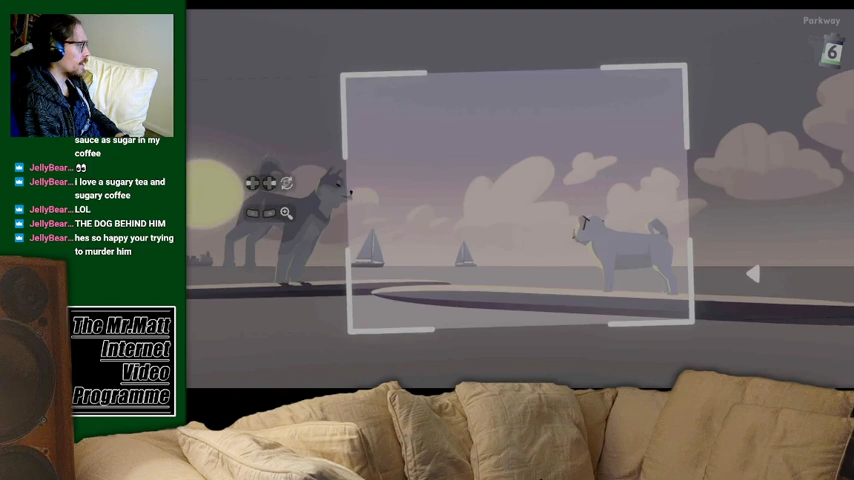 Parkway
6
sauce as sugar in my
coffee
JellyBear... 👀
JellyBear... i love a sugary tea and
sugary coffee
JellyBear... LOL
JellyBear... THE DOG BEHIND HIM
JellyBear... hes so happy your trying
to murder him
The Mr.Matt
Internet
Video
Programme